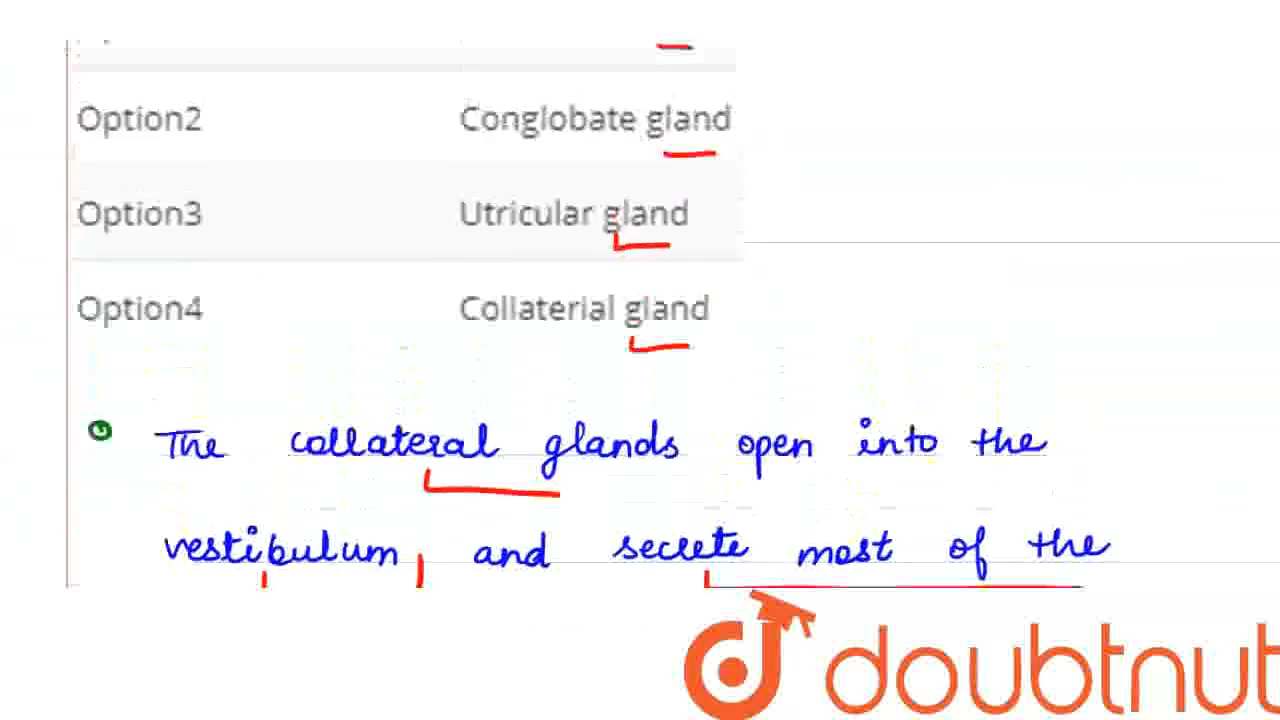 Option2 Conglobate gland
Option3 Utricular gland
Option4 Collaterial gland
The collateral glands open into the
vestibulum and secrete most of the
doubtnut